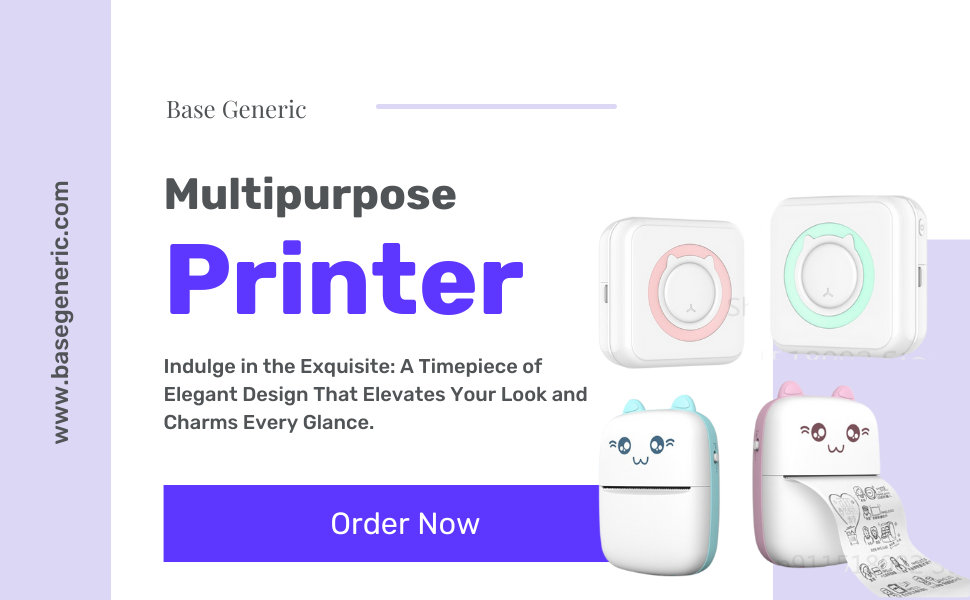 Base Generic
Multipurpose
Printer
Indulge in the Exquisite: A Timepiece of
Elegant Design That Elevates Your Look and
Charms Every Glance.
Order Now
www.basegeneric.com